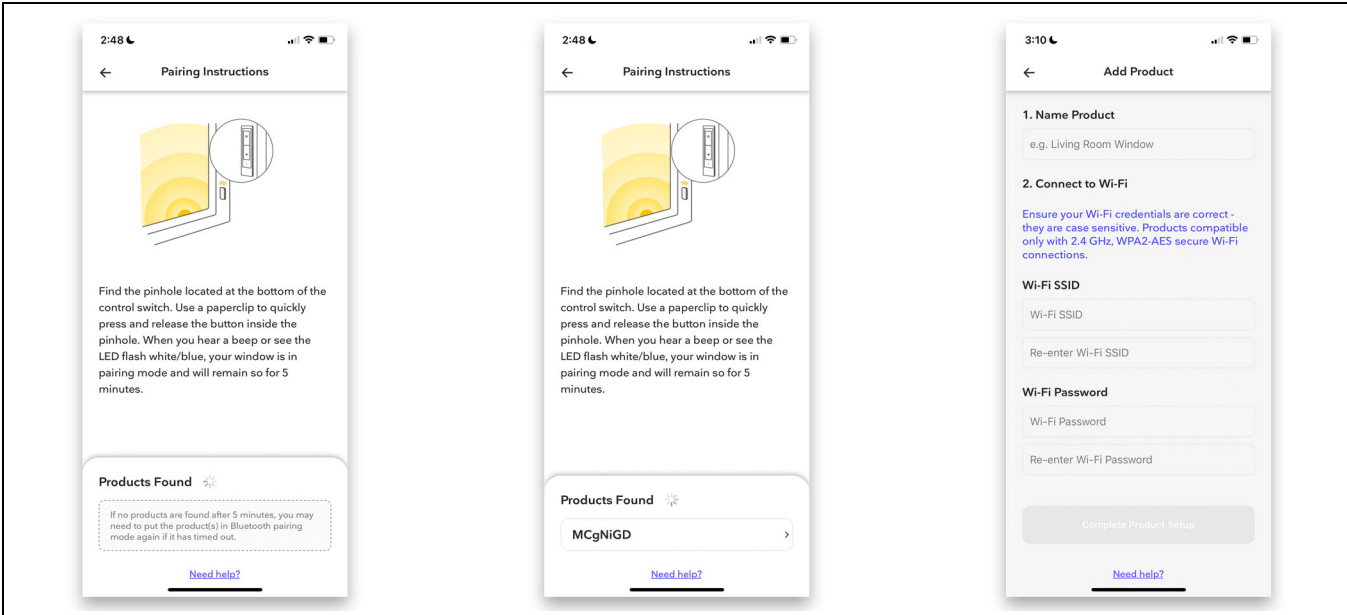 2:48
Pairing Instructions
Find the pinhole located at the bottom of the
control switch. Use a paperclip to quickly
press and release the button inside the
pinhole. When you hear a beep or see the
LED flash white/blue, your window is in
pairing mode and will remain so for 5
minutes.
Products Found
If no products are found after 5 minutes, you may
need to put the product(s) in Bluetooth pairing
mode again if it has timed out.
Need help?
2:48
Pairing Instructions
Find the pinhole located at the bottom of the
control switch. Use a paperclip to quickly
press and release the button inside the
pinhole. When you hear a beep or see the
LED flash white/blue, your window is in
pairing mode and will remain so for 5
minutes.
Products Found
MCgNiGD
Need help?
3:10
Add Product
1. Name Product
e.g. Living Room Window
2. Connect to Wi-Fi
Ensure your Wi-Fi credentials are correct -
they are case sensitive. Products compatible
only with 2.4 GHz, WPA2-AES secure Wi-Fi
connections.
Wi-Fi SSID
Wi-Fi SSID
Re-enter Wi-Fi SSID
Wi-Fi Password
Wi-Fi Password
Re-enter Wi-Fi Password
Complete Product Setup
Need help?